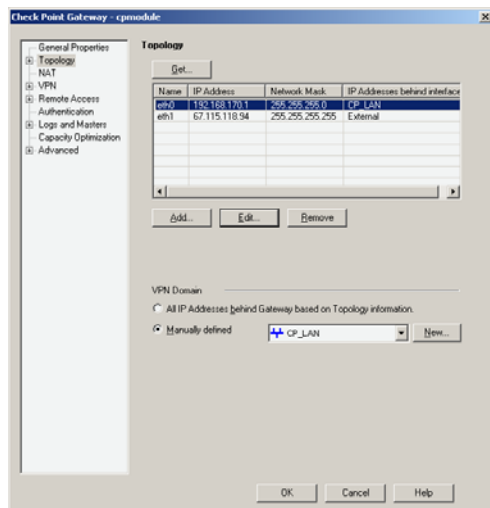 Check Point Gateway - cpmodule
General Properties
Topology
NAT
VPN
Remote Access
Authentication
Logs and Masters
Capacity Optimization
Advanced
Topology
Get...
Name IP Address Network Mask IP Addresses behind interface
eth0 192.168.170.1 255.255.255.0 CP_LAN
eth1 67.115.118.94 255.255.255.255 External
Add... Edit... Remove
VPN Domain
All IP Addresses behind Gateway based on Topology information.
Manually defined CP_LAN New...
OK Cancel Help